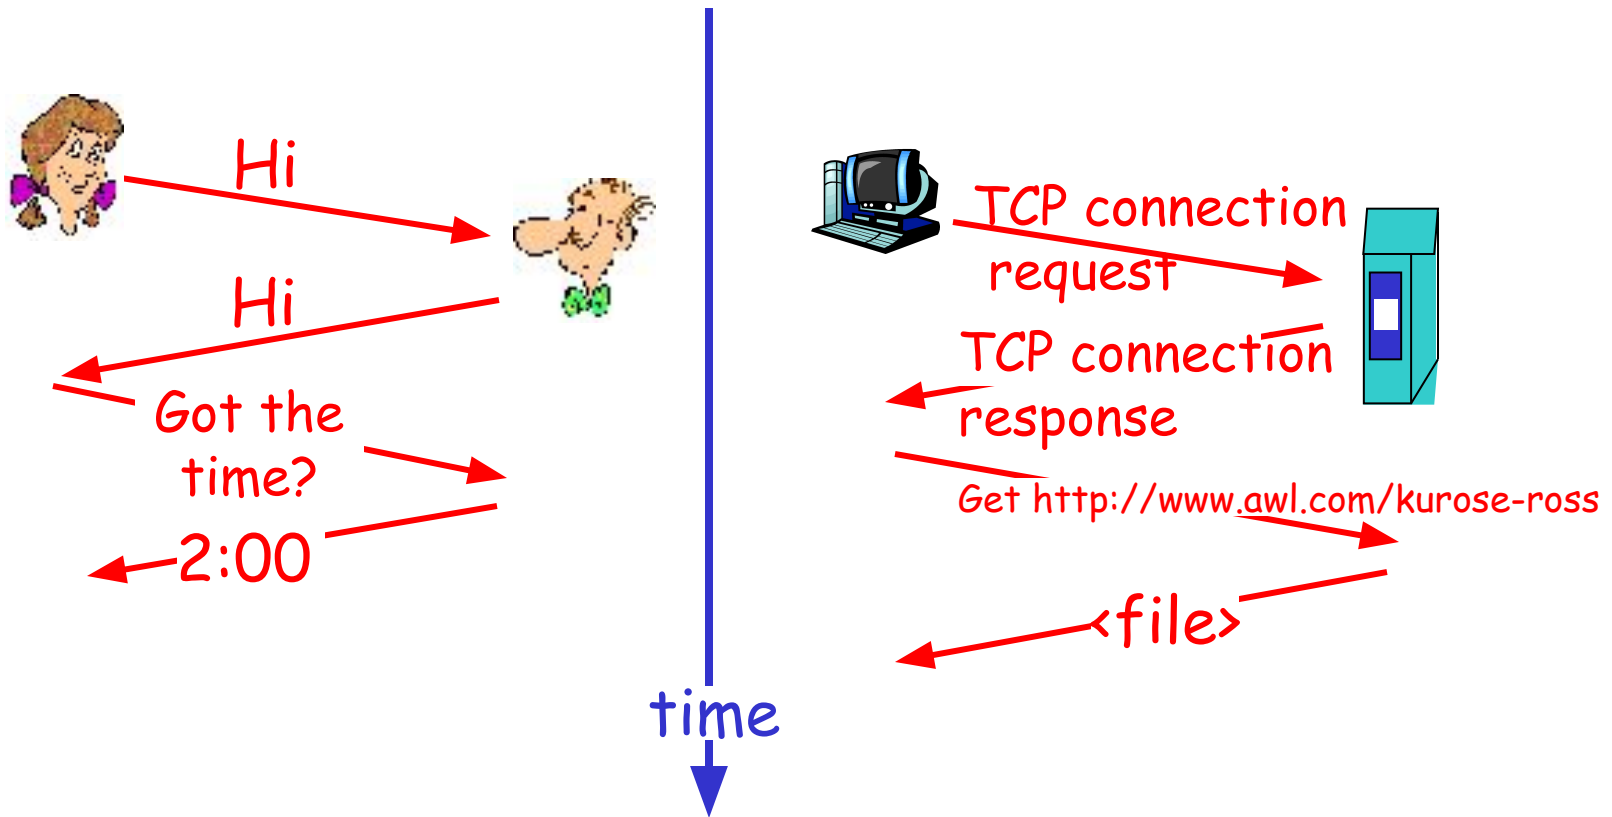 Hi
Hi
Got the
time?
2:00
TCP connection
request
TCP connection
response
Get http://www.awl.com/kurose-ross
<file>
time